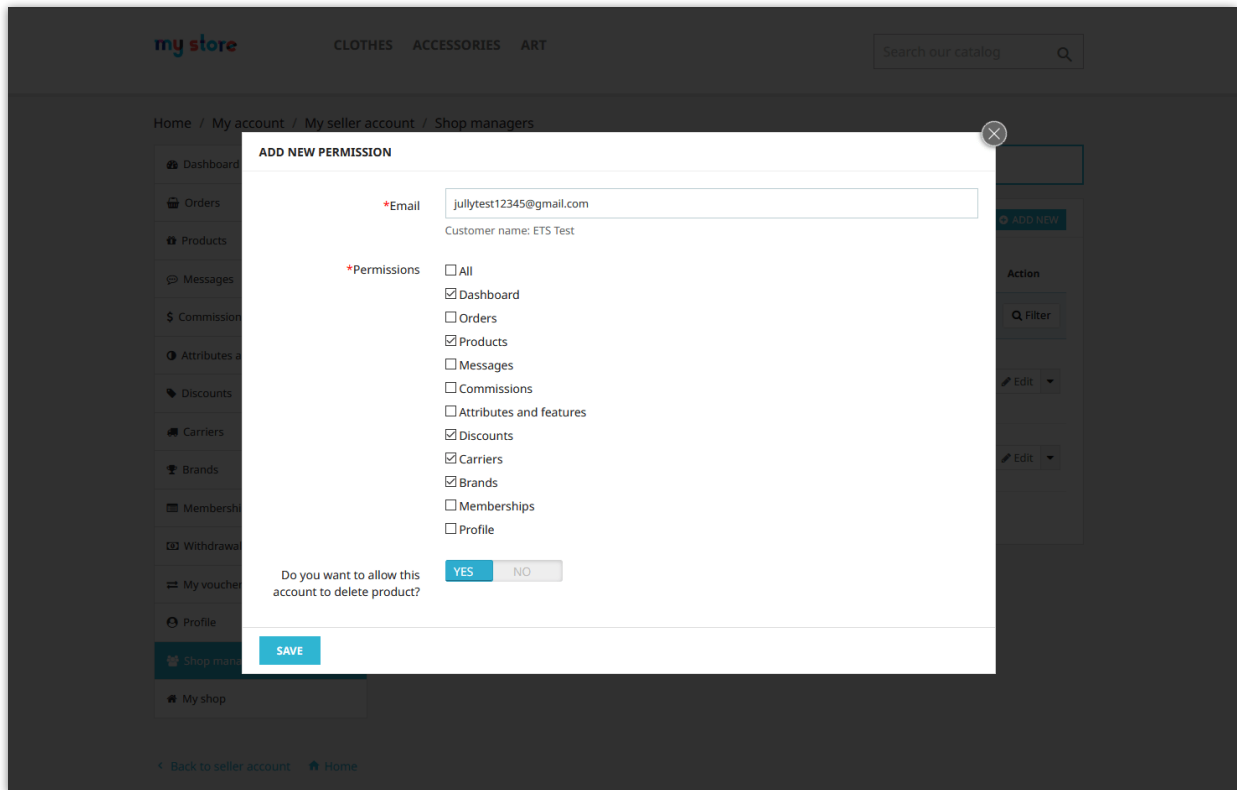 my store
CLOTHES ACCESSORIES ART
Search our catalog
Home / My account / My seller account / Shop managers
ADD NEW PERMISSION
Dashboard
Orders
Products
Messages
$ Commission
Attributes a
Discounts
Carriers
Brands
Membershi
Withdrawal
My voucher
Profile
Shop mana
My shop
*Email
jullytest12345@gmail.com
Customer name: ETS Test
*Permissions
All
Dashboard
Orders
Products
Messages
Commissions
Attributes and features
Discounts
Carriers
Brands
Memberships
Profile
Do you want to allow this
account to delete product?
YES NO
SAVE
ADD NEW
Action
Filter
Edit
Edit
< Back to seller account Home